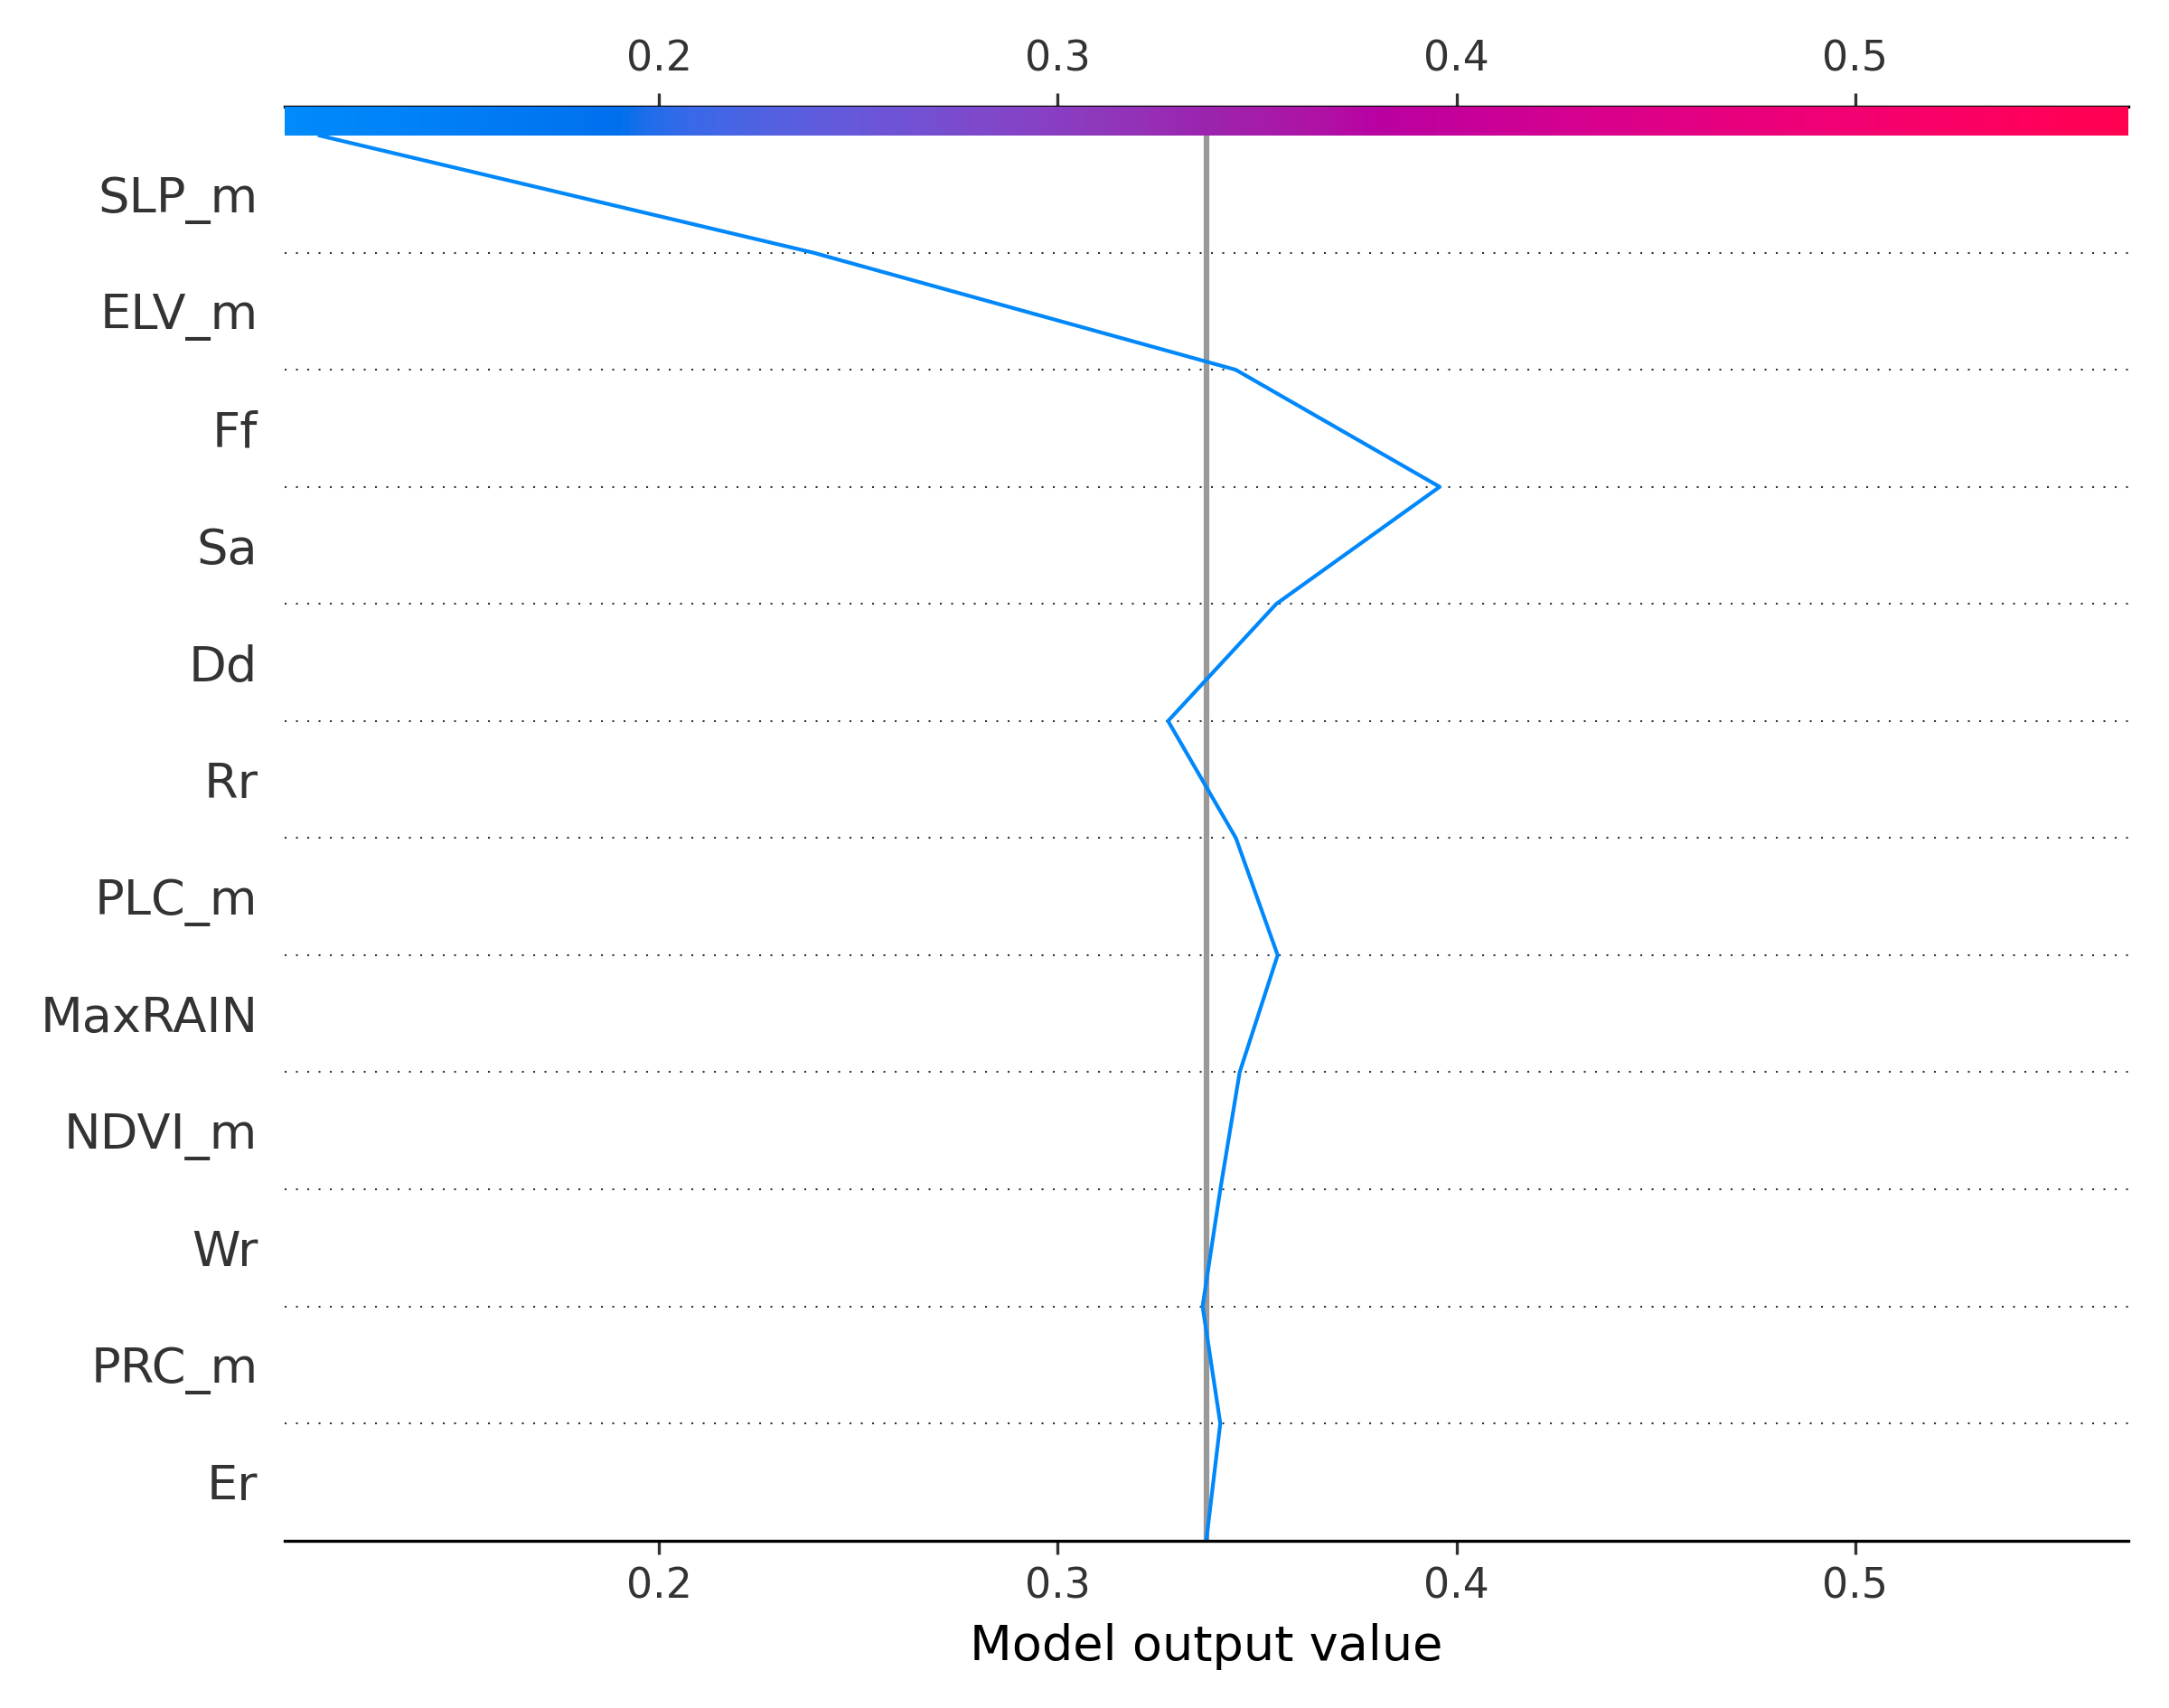 0.2 0.3 0.4 0.5
SLP_m
ELV_m
Ff
Sa
Dd
Rr
PLC_m
MaxRAIN
NDVI_m
Wr
PRC_m
Er
0.2 0.3 0.4 0.5
Model output value